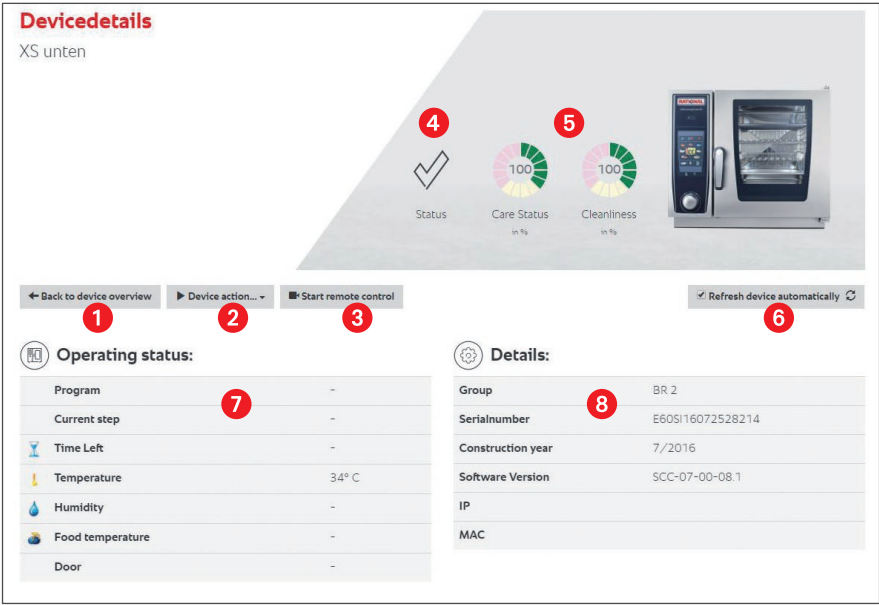 Devicedetails
XS unten
RATIONAL
4
5
100
100
Status
Care Status
Cleanliness
in %
in %
Back to device overview
Device action...
Start remote control
Refresh device automatically
1
2
3
6
Operating status:
Program -
Current step -
Time Left -
Temperature 34° C
Humidity -
Food temperature -
Door -
7
Details:
Group BR 2
Serialnumber E60SI16072528214
Construction year 7/2016
Software Version SCC-07-00-08.1
IP
MAC
8